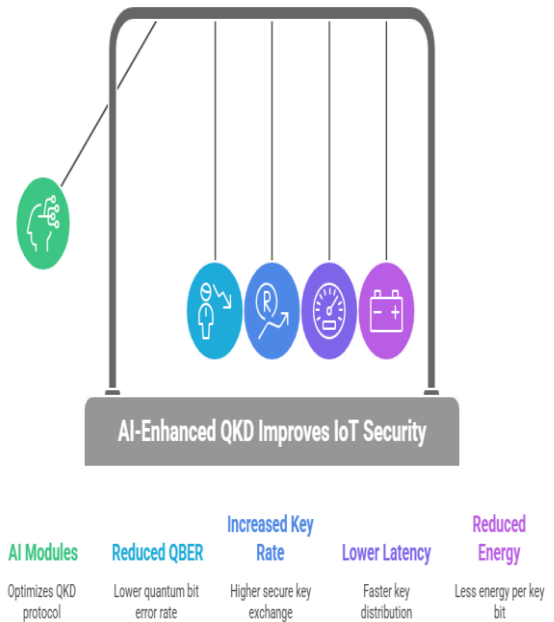 R
AI-Enhanced QKD Improves IoT Security
AI Modules
Optimizes QKD
protocol
Reduced QBER
Lower quantum bit
error rate
Increased Key
Rate
Higher secure key
exchange
Lower Latency
Faster key
distribution
Reduced
Energy
Less energy per key
bit